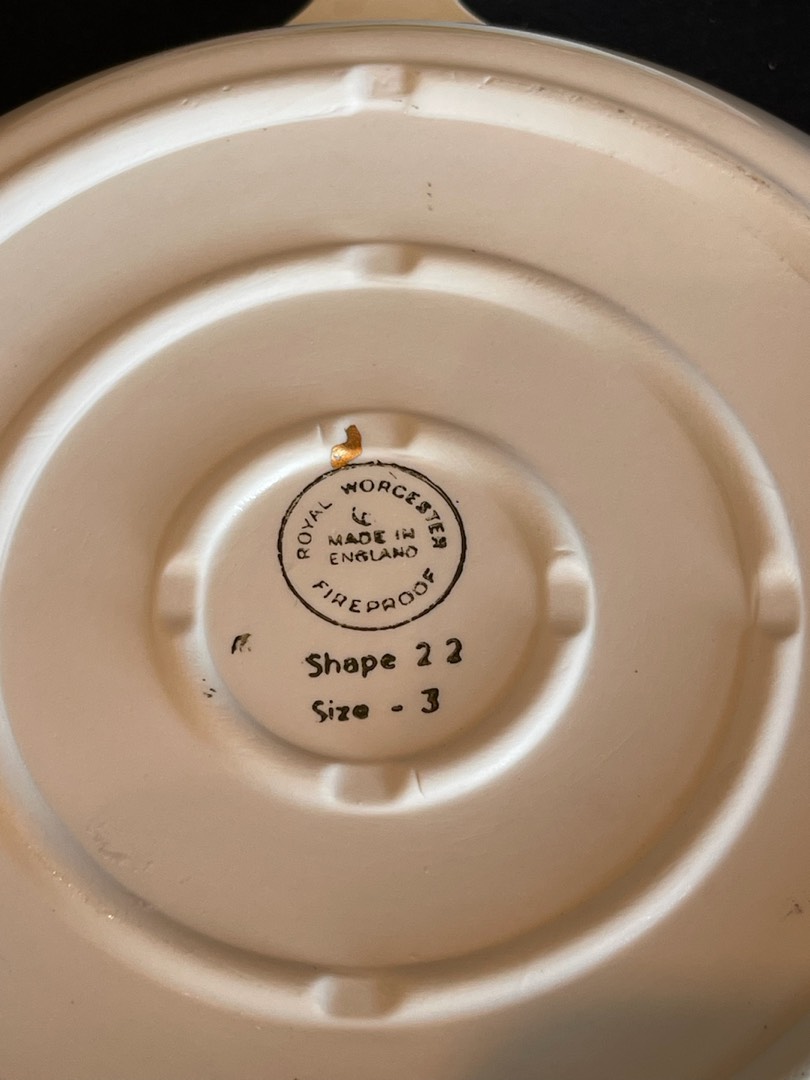 ROYAL WORCESTER
MADE IN
ENGLAND
FIREPROOF
Shape 22
Size - 3